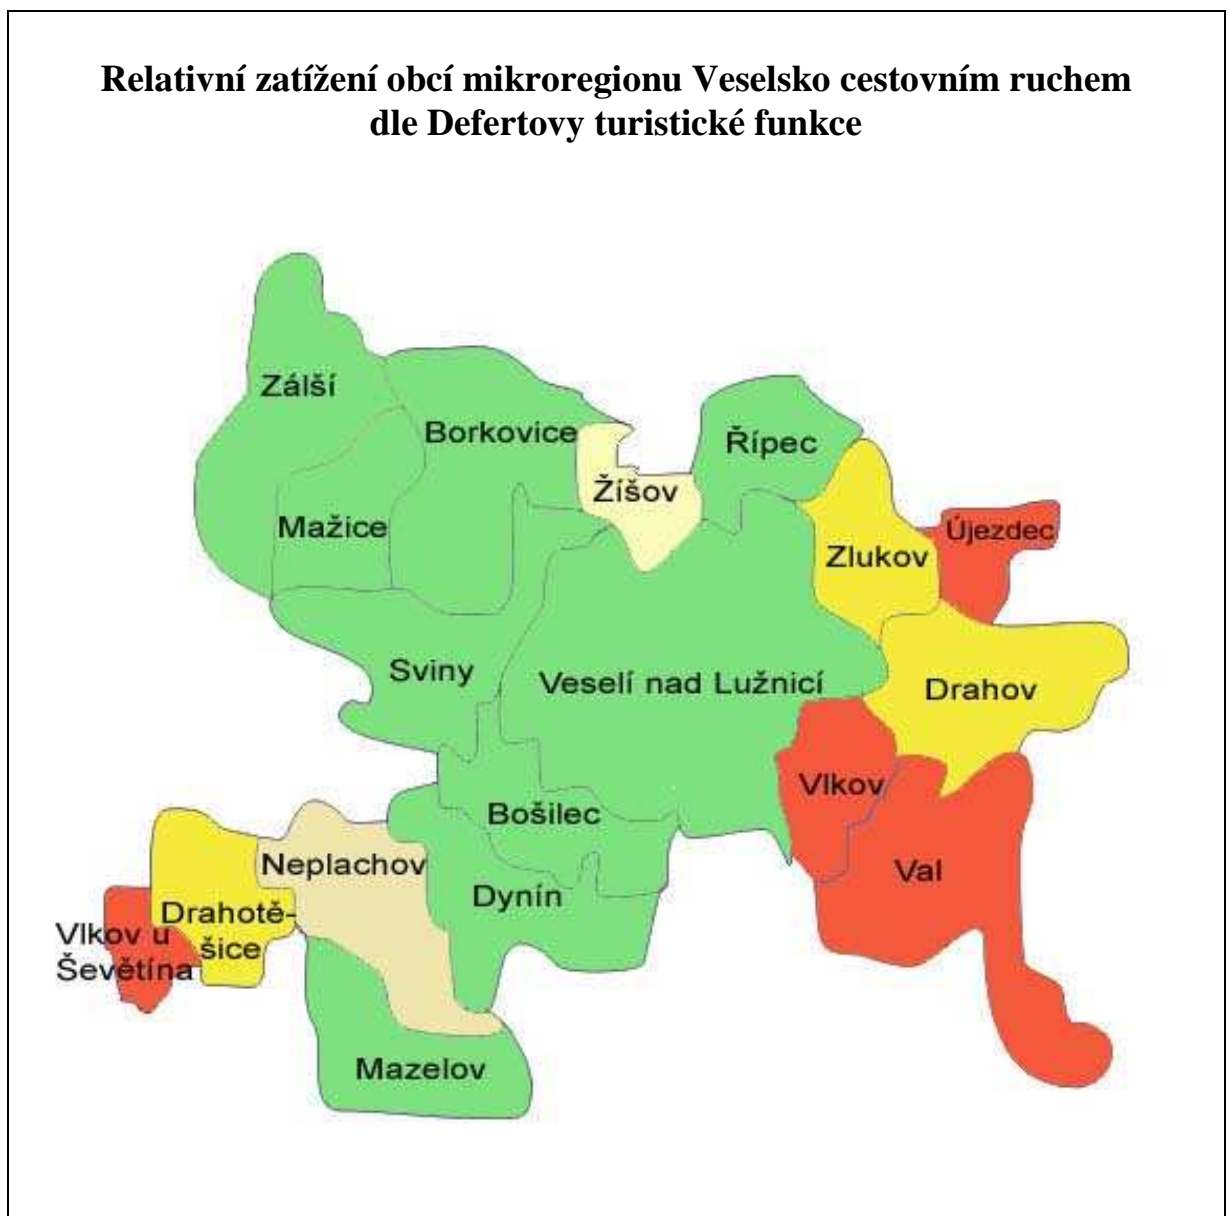 Relativní zatížení obcí mikroregionu Veselsko cestovním ruchem
dle Defertovy turistické funkce
Zálší
Borkovice
Řípec
Žíšov
Mažice
Újezdec
Zlukov
Sviny
Veselí nad Lužnicí
Drahov
Vlkov
Bošilec
Neplachov
Val
Dynín
Drahotě-
šice
Vlkov u
Ševětína
Mazelov